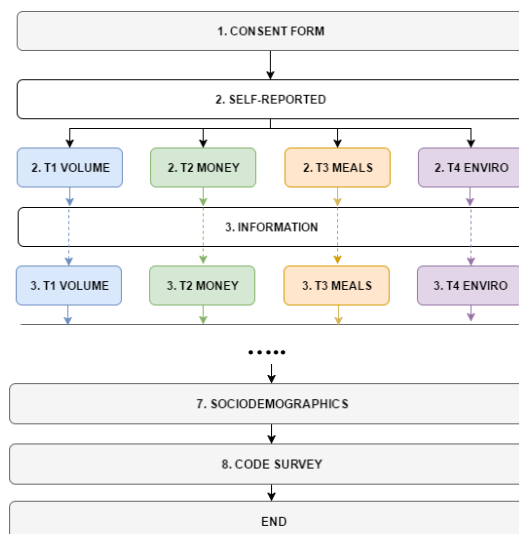 1. CONSENT FORM
2. SELF-REPORTED
2. T1 VOLUME
2. T2 MONEY
2. T3 MEALS
2. T4 ENVIRO
3. INFORMATION
3. T1 VOLUME
3. T2 MONEY
3. T3 MEALS
3. T4 ENVIRO
.....
7. SOCIODEMOGRAPHICS
8. CODE SURVEY
END